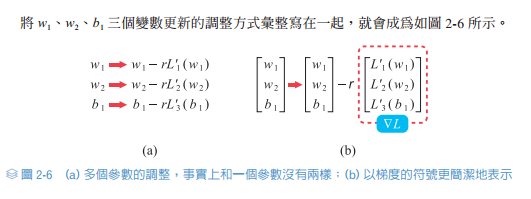 將 w₁、w₂、b₁ 三個變數更新的調整方式彙整寫在一起,就會成為如圖 2-6 所示。
w₁ → w₁ − rL′₁(w₁)
w₂ → w₂ − rL′₂(w₂)
b₁ → b₁ − rL′₃(b₁)
(a)
[w₁ w₂ b₁] → [w₁ w₂ b₁] − r [L′₁(w₁) L′₂(w₂) L′₃(b₁)]
∇L
(b)
圖 2-6 (a) 多個參數的調整,事實上和一個參數沒有兩樣;(b) 以梯度的符號更簡潔地表示